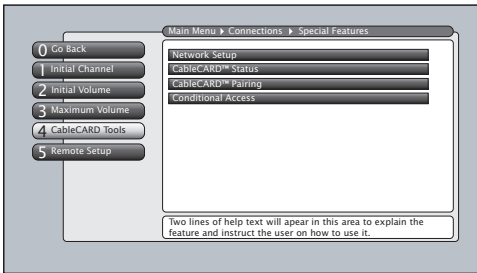 Main Menu ▶ Connections ▶ Special Features
0 Go Back
1 Initial Channel
2 Initial Volume
3 Maximum Volume
4 CableCARD Tools
5 Remote Setup
Network Setup
CableCARD™ Status
CableCARD™ Pairing
Conditional Access
Two lines of help text will apear in this area to explain the
feature and instruct the user on how to use it.